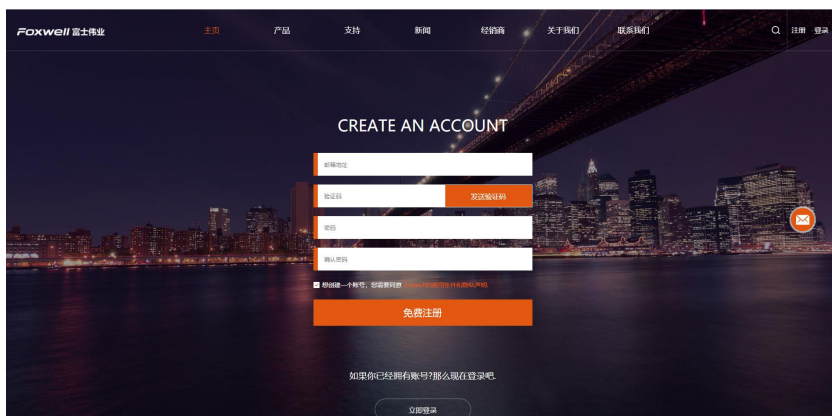 FOXWELL 富士伟业
主页 产品 支持 新闻 经销商 关于我们 联系我们 注册 登录
CREATE AN ACCOUNT
邮箱地址
验证码 发送验证码
密码
确认密码
想创建一个账号，您需要同意
免费注册
如果你已经拥有账号?那么现在登录吧.
立即登录